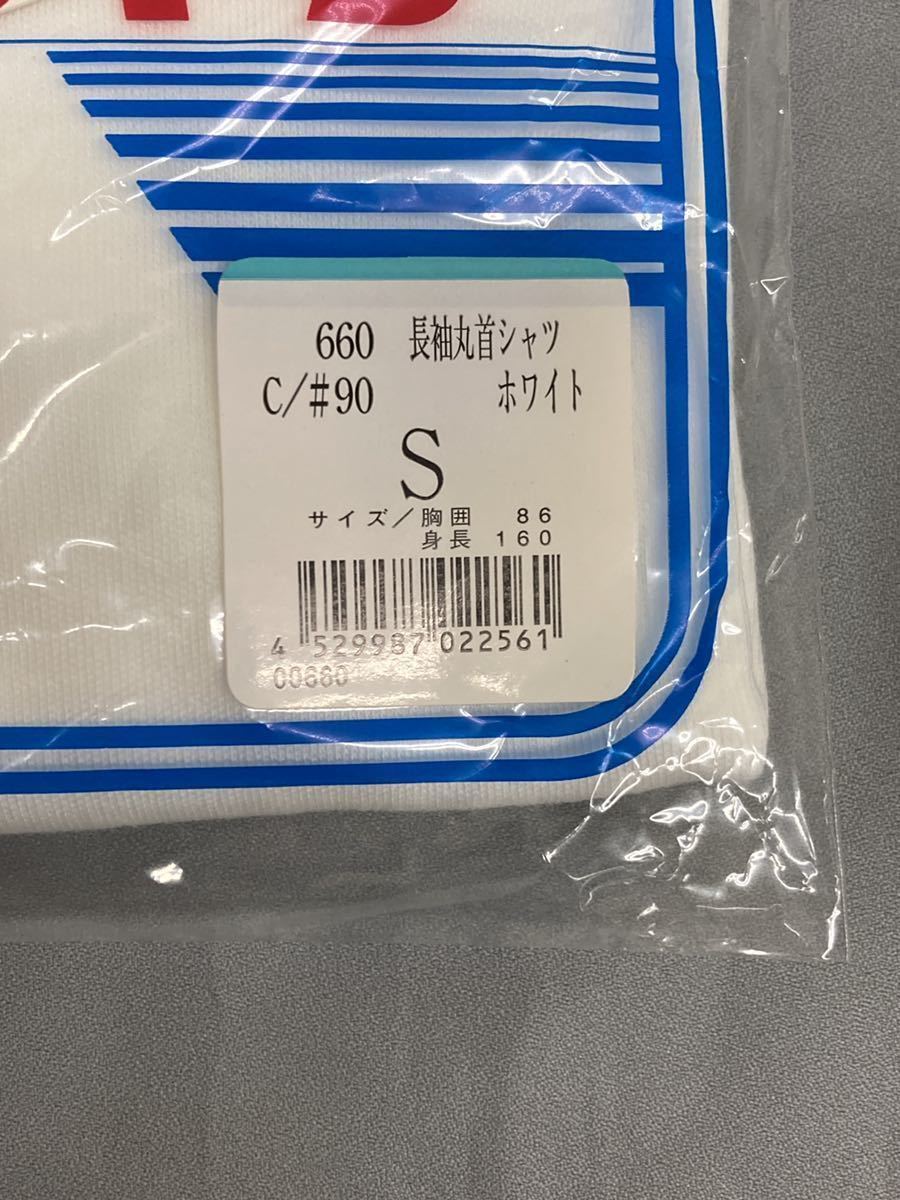 660 長袖丸首シャツ
C/#90 ホワイト
S
サイズ/胸囲 86
身長 160
4 529987 022561
00660